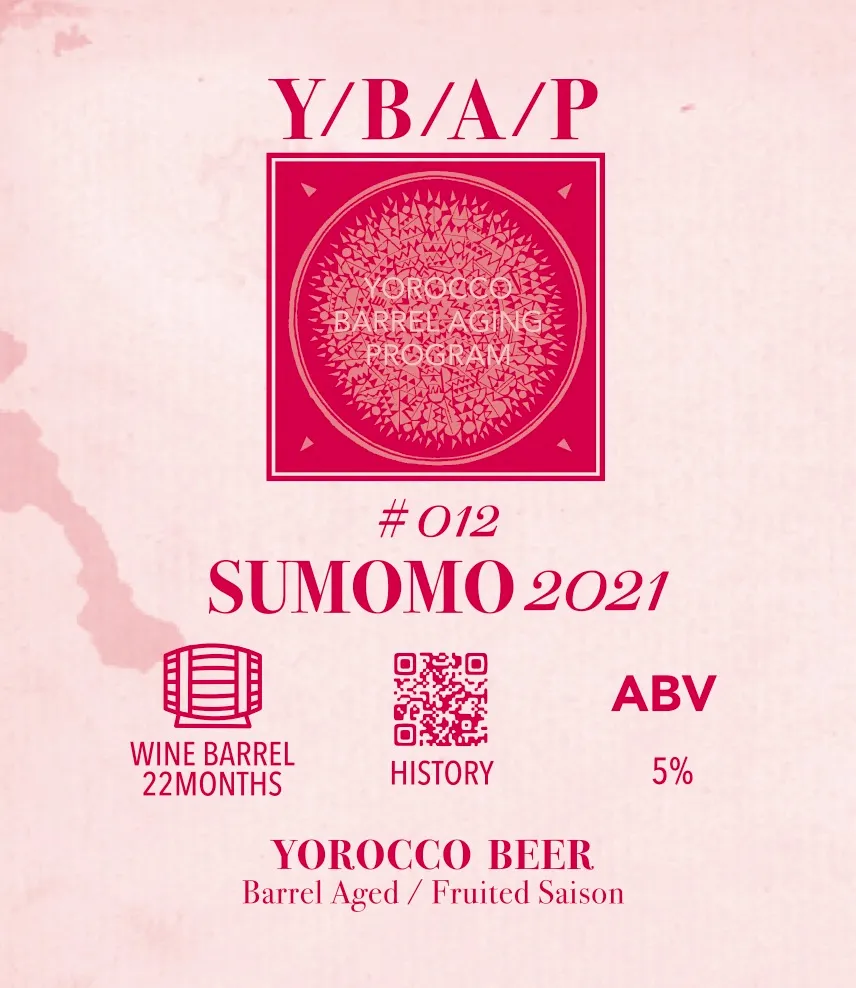 Y/B/A/P
YOROCCO
BARREL AGING
PROGRAM
#012
SUMOMO 2021
WINE BARREL
22MONTHS
HISTORY
ABV
5%
YOROCCO BEER
Barrel Aged / Fruited Saison